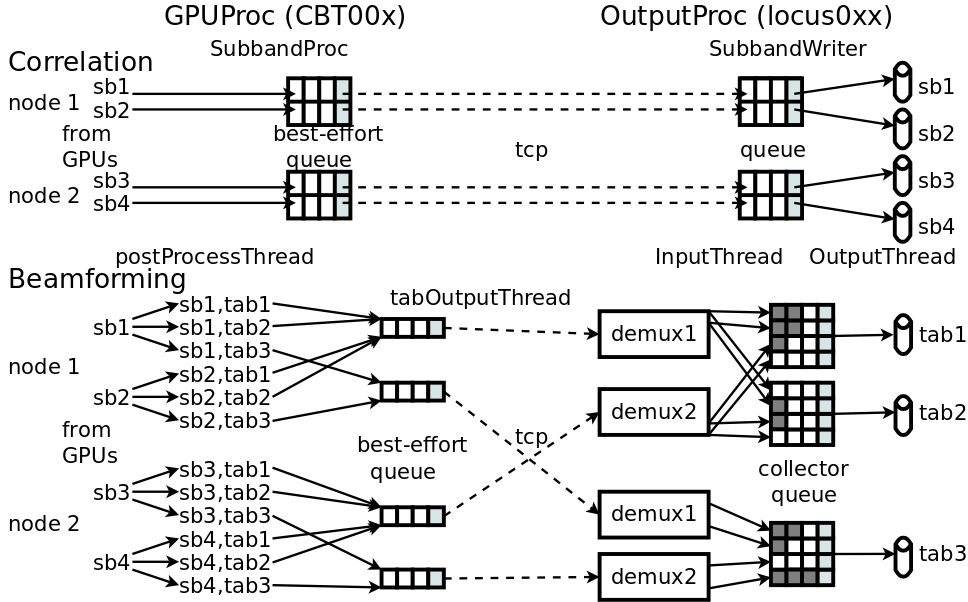 GPUProc (CBT00x)
OutputProc (locus0xx)
SubbandProc
SubbandWriter
Correlation
node 1
sb1
sb2
sb1
sb2
from
GPUs
best-effort
queue
tcp
queue
node 2
sb3
sb4
sb3
sb4
postProcessThread
InputThread
OutputThread
Beamforming
tabOutputThread
sb1
sb1,tab1
sb1,tab2
sb1,tab3
demux1
tab1
node 1
sb2
sb2,tab1
sb2,tab2
sb2,tab3
demux2
tab2
from
GPUs
best-effort
queue
tcp
collector
queue
sb3
sb3,tab1
sb3,tab2
sb3,tab3
demux1
node 2
sb4
sb4,tab1
sb4,tab2
sb4,tab3
demux2
tab3